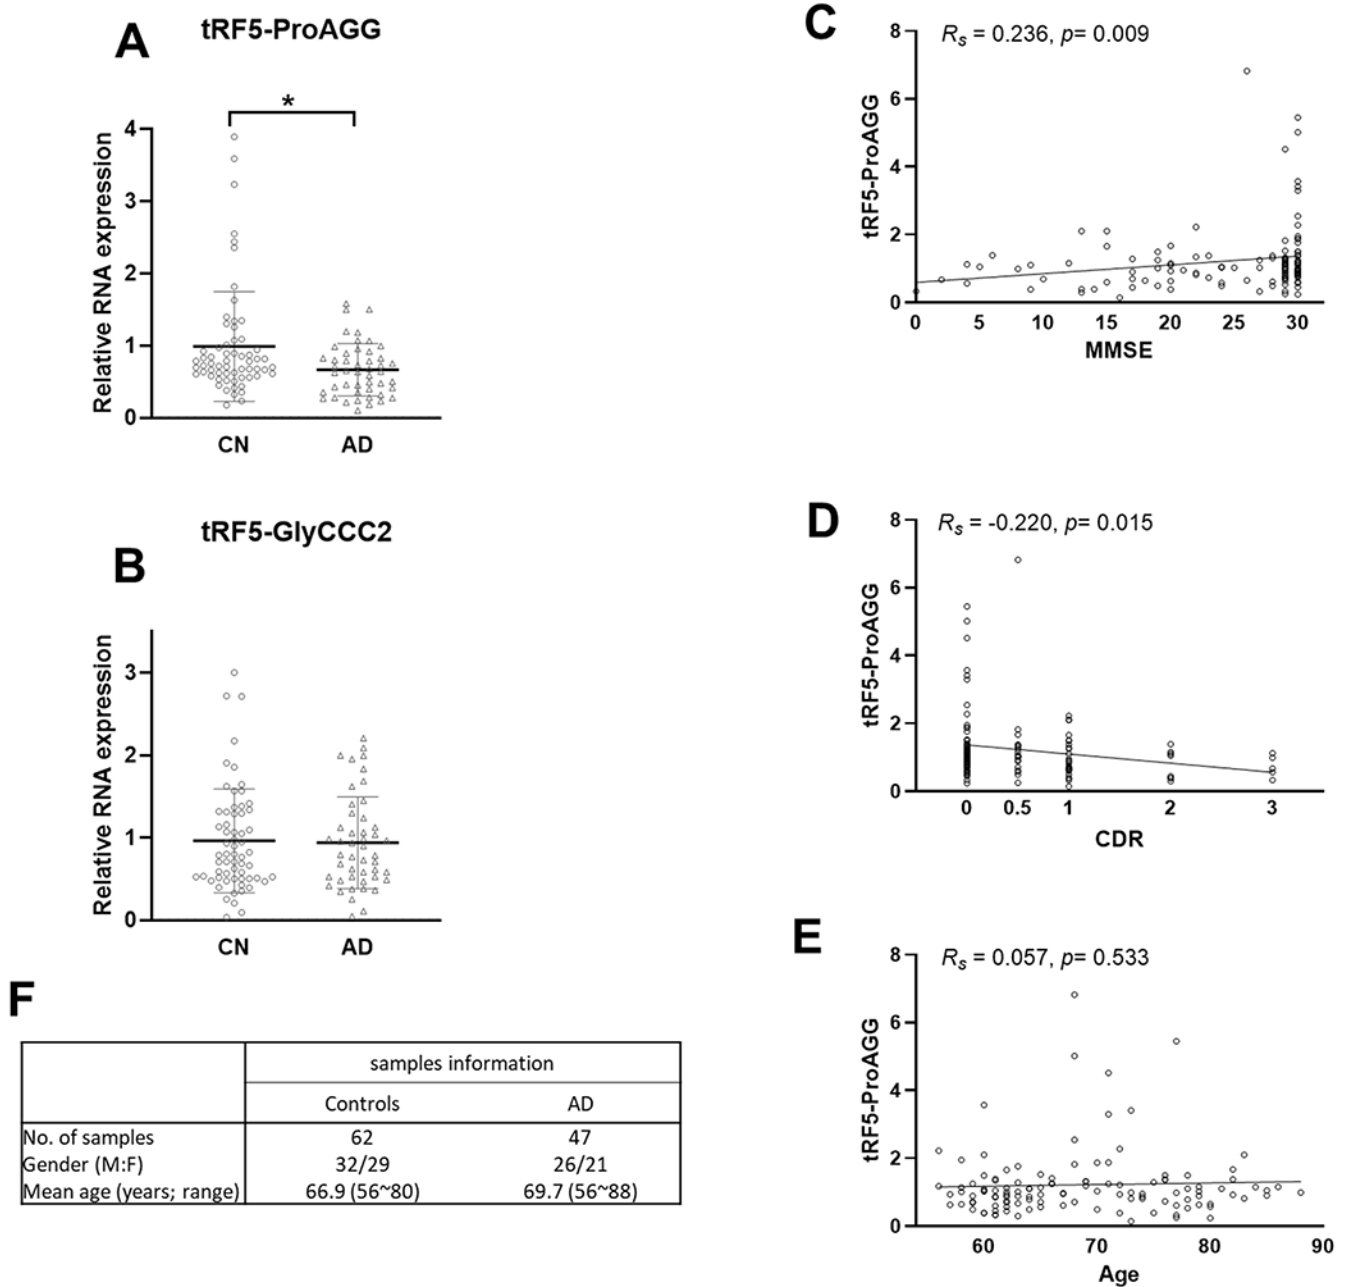 A
tRF5-ProAGG
*
Relative RNA expression
4
3
2
1
0
CN
AD
B
tRF5-GlyCCC2
Relative RNA expression
3
2
1
0
CN
AD
C
Rs = 0.236, p= 0.009
tRF5-ProAGG
8
6
4
2
0
0 5 10 15 20 25 30
MMSE
D
Rs = -0.220, p= 0.015
tRF5-ProAGG
8
6
4
2
0
0 0.5 1 2 3
CDR
E
Rs = 0.057, p= 0.533
tRF5-ProAGG
8
6
4
2
0
60 70 80 90
Age
F
samples information
Controls AD
No. of samples 62 47
Gender (M:F) 32/29 26/21
Mean age (years; range) 66.9 (56~80) 69.7 (56~88)